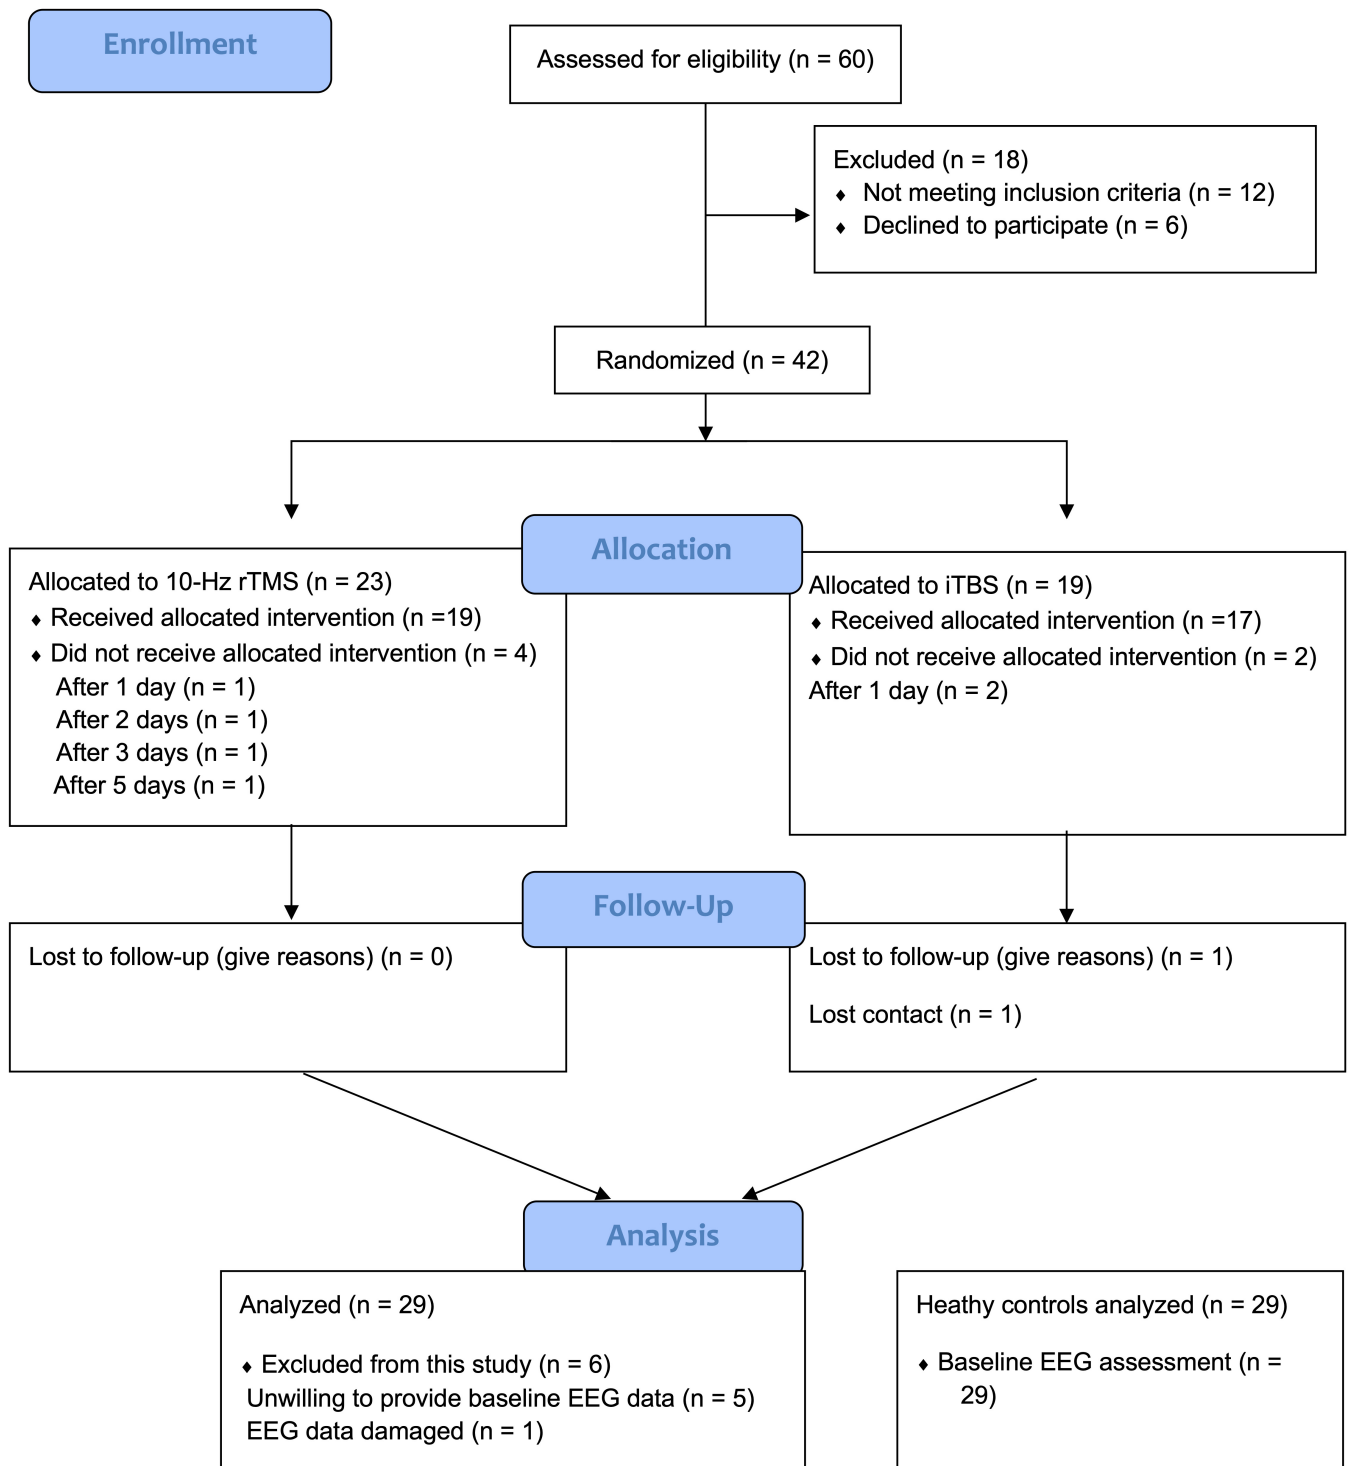 Enrollment
Assessed for eligibility (n = 60)
Excluded (n = 18)
♦ Not meeting inclusion criteria (n = 12)
♦ Declined to participate (n = 6)
Randomized (n = 42)
Allocation
Allocated to 10-Hz rTMS (n = 23)
♦ Received allocated intervention (n =19)
♦ Did not receive allocated intervention (n = 4)
After 1 day (n = 1)
After 2 days (n = 1)
After 3 days (n = 1)
After 5 days (n = 1)
Allocated to iTBS (n = 19)
♦ Received allocated intervention (n =17)
♦ Did not receive allocated intervention (n = 2)
After 1 day (n = 2)
Follow-Up
Lost to follow-up (give reasons) (n = 0)
Lost to follow-up (give reasons) (n = 1)
Lost contact (n = 1)
Analysis
Analyzed (n = 29)
♦ Excluded from this study (n = 6)
Unwilling to provide baseline EEG data (n = 5)
EEG data damaged (n = 1)
Heathy controls analyzed (n = 29)
♦ Baseline EEG assessment (n =
29)